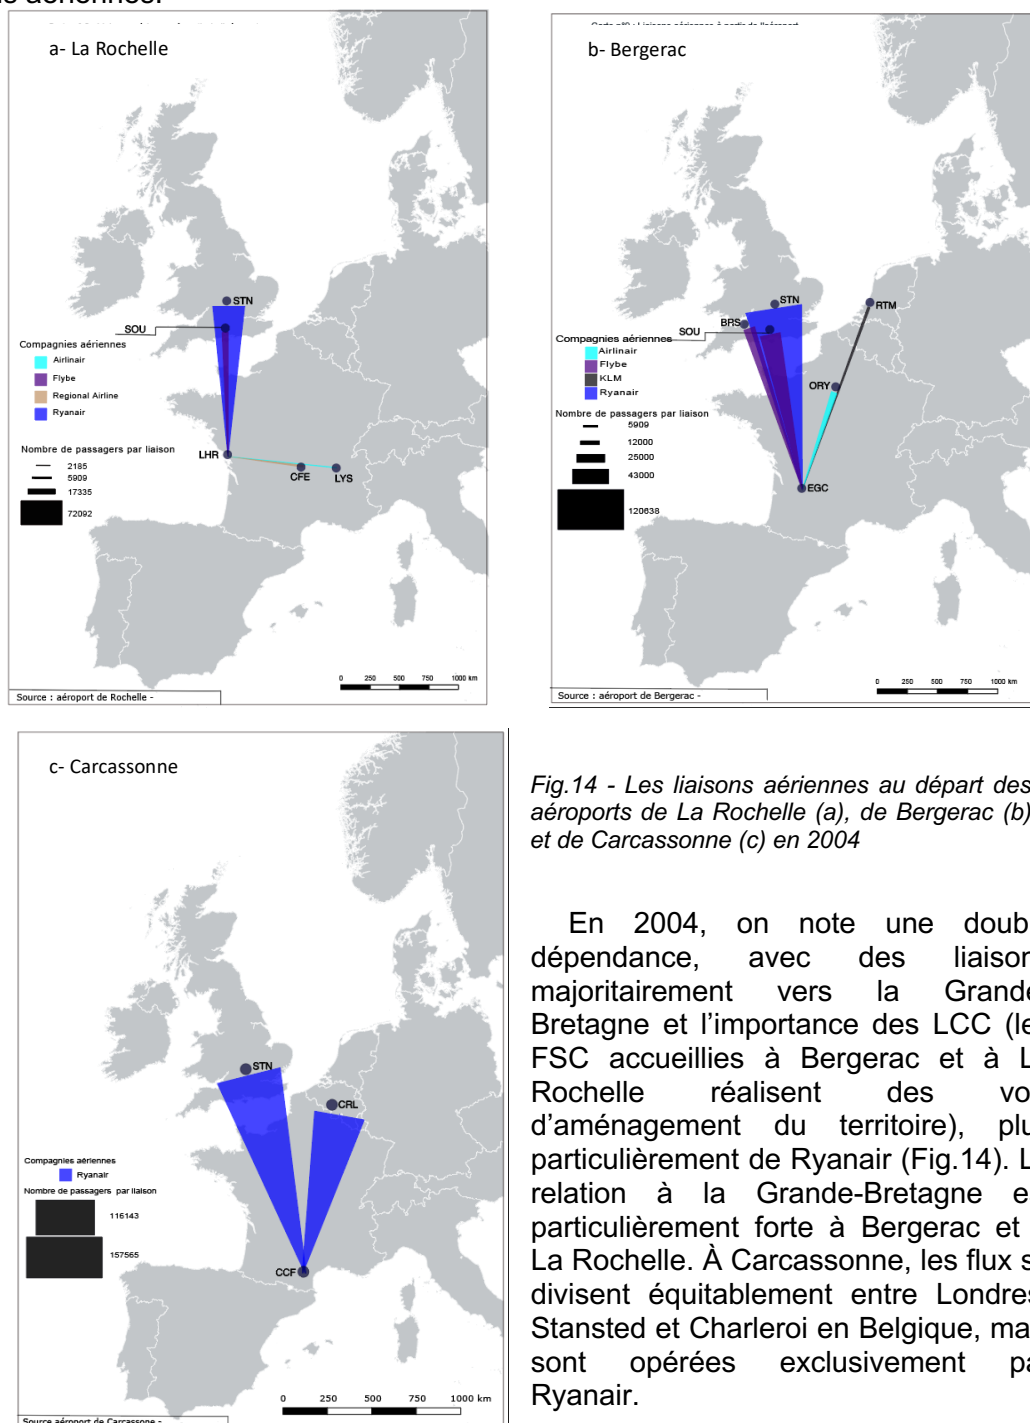 a- La Rochelle
STN
SOU
Compagnies aériennes
Airlinair
Flybe
Regional Airline
Ryanair
Nombre de passagers par liaison
2185
5909
17335
72092
LHR
CFE
LYS
0 250 500 750 1000 km
Source : aéroport de Rochelle -
b- Bergerac
STN
RTM
BRS
SOU
Compagnies aériennes
Airlinair
Flybe
KLM
Ryanair
ORY
Nombre de passagers par liaison
5909
12000
25000
43000
120638
EGC
0 250 500 750 1000 km
Source : aéroport de Bergerac -
c- Carcassonne
STN
CRL
Compagnies aériennes
Ryanair
Nombre de passagers par liaison
116143
157565
CCF
0 250 500 750 1000 km
Source aéroport de Carcassone -
Fig.14 - Les liaisons aériennes au départ des
aéroports de La Rochelle (a), de Bergerac (b)
et de Carcassonne (c) en 2004
En 2004, on note une doub
dépendance, avec des liaison
majoritairement vers la Grande
Bretagne et l'importance des LCC (le
FSC accueillies à Bergerac et à L
Rochelle réalisent des vo
d'aménagement du territoire), plu
particulièrement de Ryanair (Fig.14). L
relation à la Grande-Bretagne e
particulièrement forte à Bergerac et
La Rochelle. À Carcassonne, les flux s
divisent équitablement entre Londres
Stansted et Charleroi en Belgique, ma
sont opérées exclusivement pa
Ryanair.